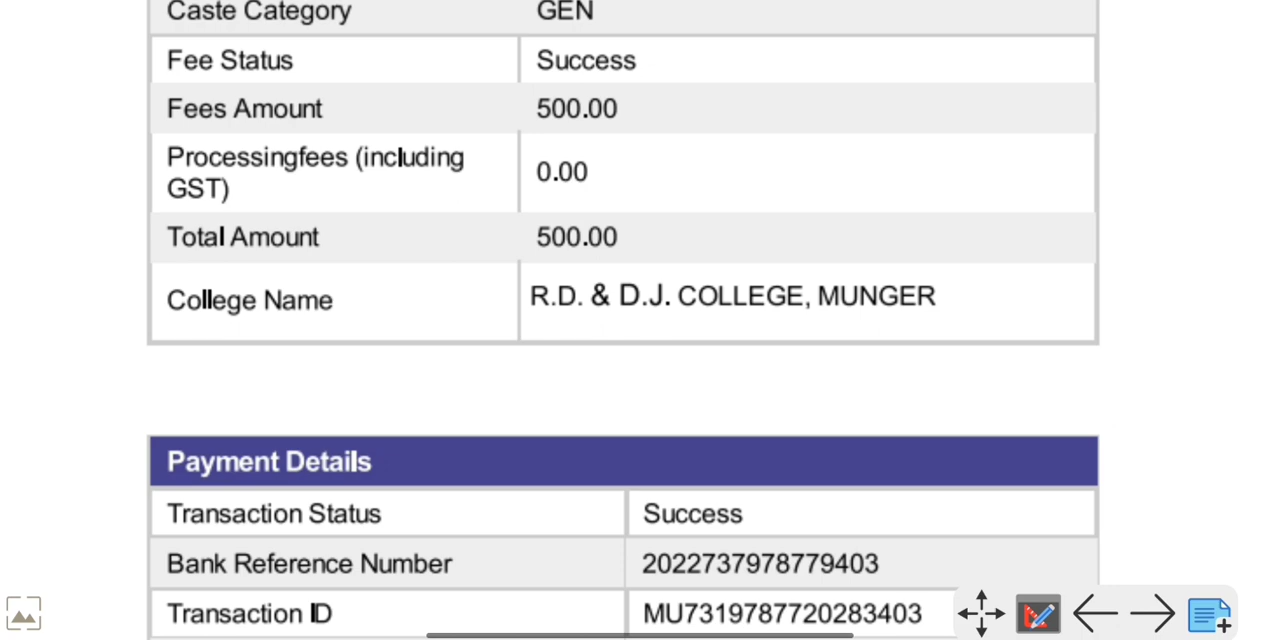 Caste Category GEN
Fee Status Success
Fees Amount 500.00
Processingfees (including
GST) 0.00
Total Amount 500.00
College Name R.D. & D.J. COLLEGE, MUNGER
Payment Details
Transaction Status Success
Bank Reference Number 2022737978779403
Transaction ID MU7319787720283403